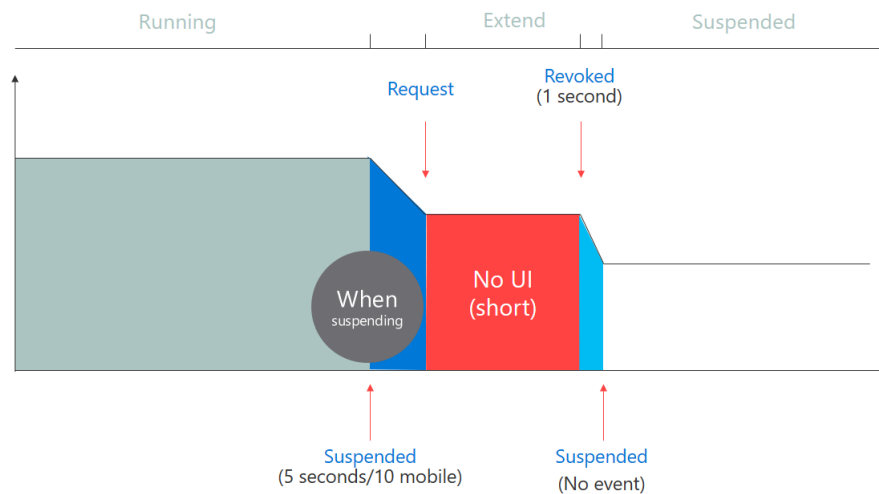 Running
Extend
Suspended
Request
Revoked
(1 second)
When
suspending
No UI
(short)
Suspended
(5 seconds/10 mobile)
Suspended
(No event)